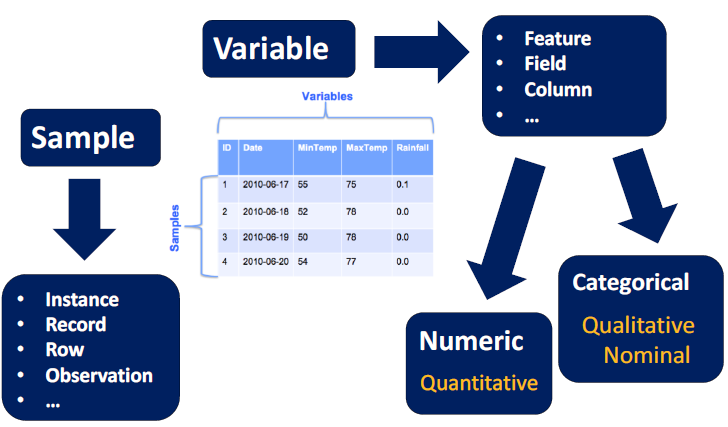 Variable
• Feature
• Field
• Column
• ...
Sample
Variables
ID Date MinTemp MaxTemp Rainfall
1 2010-06-17 55 75 0.1
2 2010-06-18 52 78 0.0
3 2010-06-19 50 78 0.0
4 2010-06-20 54 77 0.0
Samples
• Instance
• Record
• Row
• Observation
• ...
Numeric
Quantitative
Categorical
Qualitative
Nominal